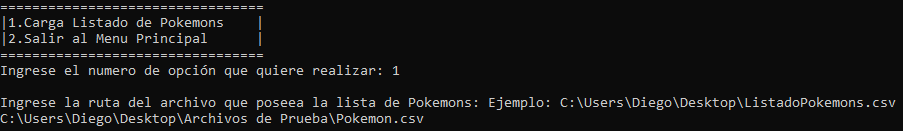 =================================
|1.Carga Listado de Pokemons    |
|2.Salir al Menu Principal      |
=================================
Ingrese el numero de opción que quiere realizar: 1
Ingrese la ruta del archivo que poseea la lista de Pokemons: Ejemplo: C:\Users\Diego\Desktop\ListadoPokemons.csv
C:\Users\Diego\Desktop\Archivos de Prueba\Pokemon.csv